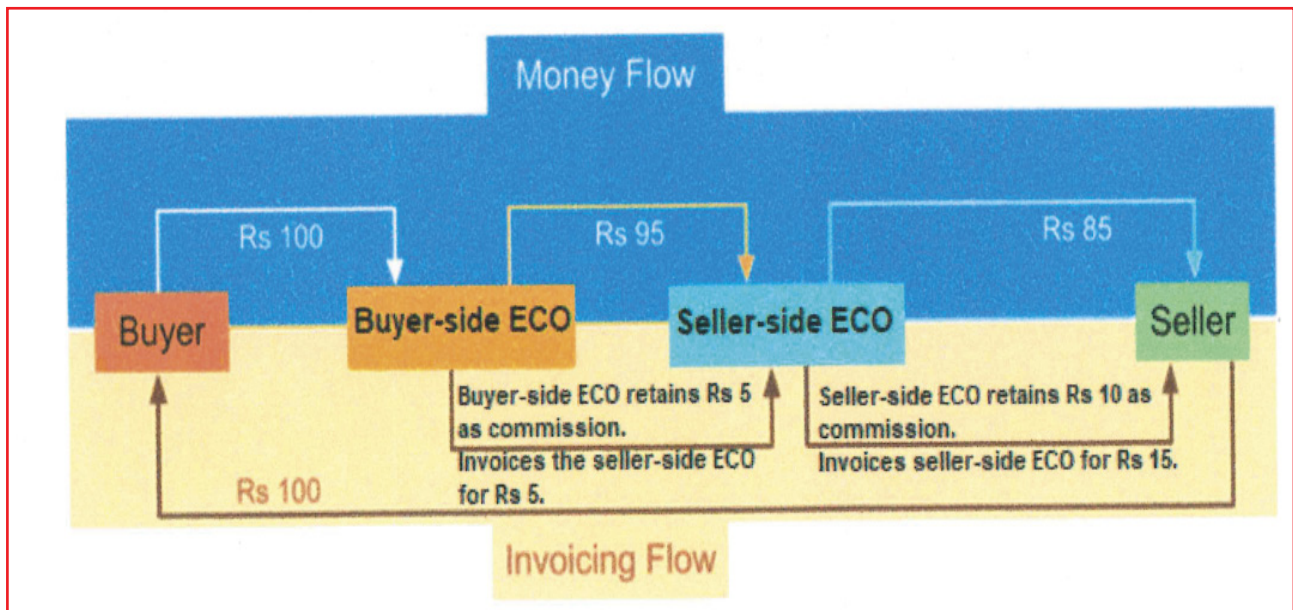 Money Flow
Rs 100
Rs 95
Rs 85
Buyer
Buyer-side ECO
Seller-side ECO
Seller
Buyer-side ECO retains Rs 5
as commission.
Invoices the seller-side ECO
for Rs 5.
Seller-side ECO retains Rs 10 as
commission.
Invoices seller-side ECO for Rs 15.
Rs 100
Invoicing Flow